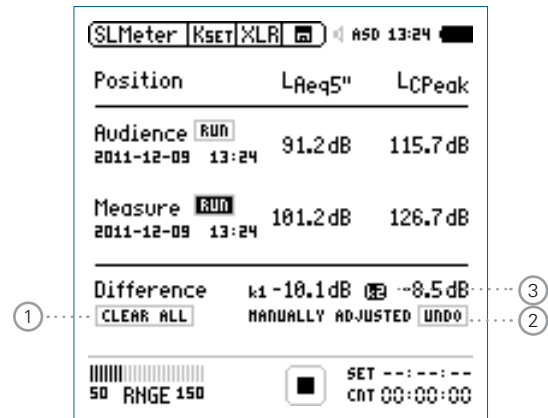 SLMeter KSET XLR ASD 13:24
Position LAeq5" LCPeak
Audience RUN 91.2dB 115.7dB
2011-12-09 13:24
Measure RUN 101.2dB 126.7dB
2011-12-09 13:24
Difference k1 -10.1dB -8.5dB 3
1 CLEAR ALL MANUALLY ADJUSTED UNDO 2
SET --:--:--
50 RNGE 150 CNT 00:00:00